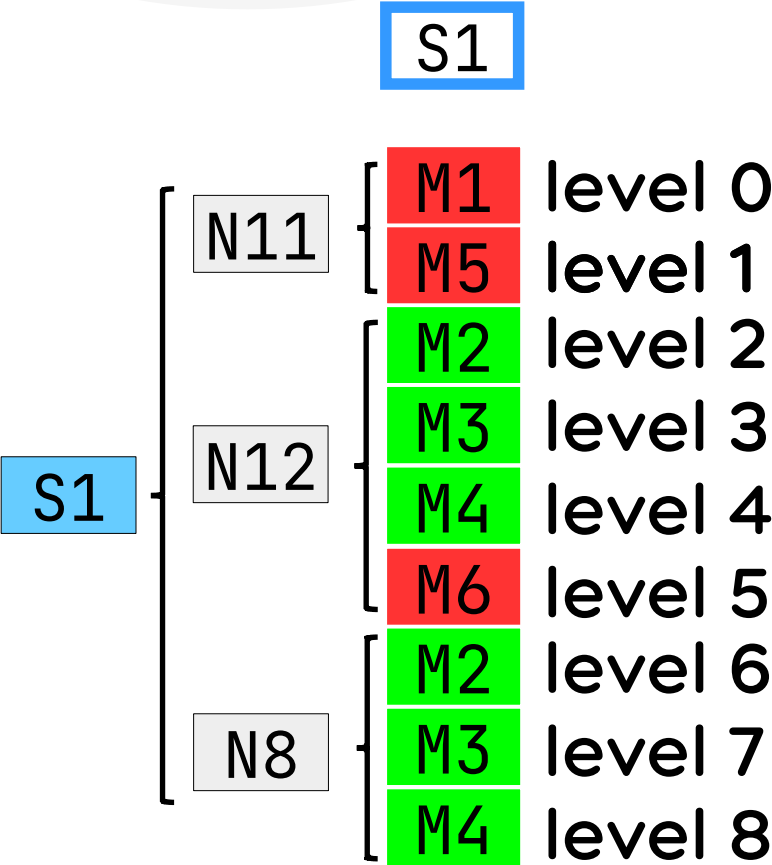 S1
M1 level 0
N11
M5 level 1
M2 level 2
M3 level 3
N12
S1
M4 level 4
M6 level 5
M2 level 6
N8
M3 level 7
M4 level 8